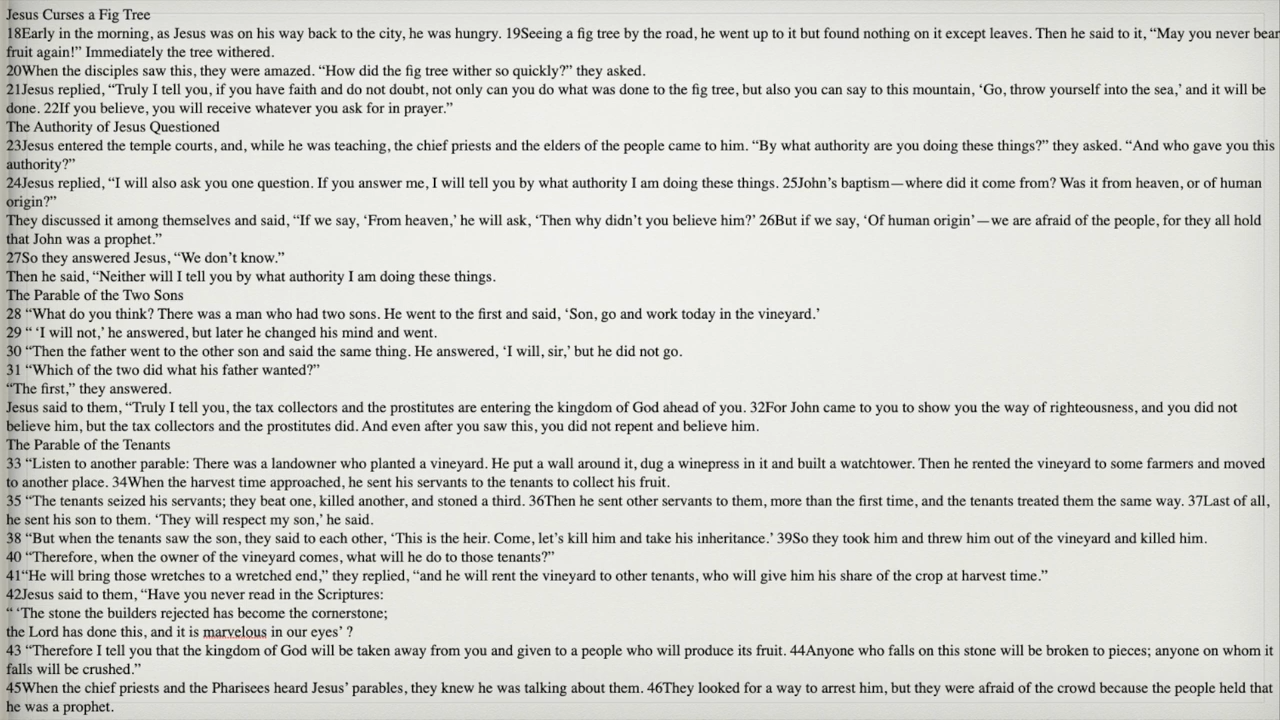 Jesus Curses a Fig Tree
18Early in the morning, as Jesus was on his way back to the city, he was hungry. 19Seeing a fig tree by the road, he went up to it but found nothing on it except leaves. Then he said to it, “May you never bear
fruit again!” Immediately the tree withered.
20When the disciples saw this, they were amazed. “How did the fig tree wither so quickly?” they asked.
21Jesus replied, “Truly I tell you, if you have faith and do not doubt, not only can you do what was done to the fig tree, but also you can say to this mountain, ‘Go, throw yourself into the sea,’ and it will be
done. 22If you believe, you will receive whatever you ask for in prayer.”
The Authority of Jesus Questioned
23Jesus entered the temple courts, and, while he was teaching, the chief priests and the elders of the people came to him. “By what authority are you doing these things?” they asked. “And who gave you this
authority?”
24Jesus replied, “I will also ask you one question. If you answer me, I will tell you by what authority I am doing these things. 25John’s baptism—where did it come from? Was it from heaven, or of human
origin?”
They discussed it among themselves and said, “If we say, ‘From heaven,’ he will ask, ‘Then why didn’t you believe him?’ 26But if we say, ‘Of human origin’—we are afraid of the people, for they all hold
that John was a prophet.”
27So they answered Jesus, “We don’t know.”
Then he said, “Neither will I tell you by what authority I am doing these things.
The Parable of the Two Sons
28 “What do you think? There was a man who had two sons. He went to the first and said, ‘Son, go and work today in the vineyard.’
29 “ ‘I will not,’ he answered, but later he changed his mind and went.
30 “Then the father went to the other son and said the same thing. He answered, ‘I will, sir,’ but he did not go.
31 “Which of the two did what his father wanted?”
“The first,” they answered.
Jesus said to them, “Truly I tell you, the tax collectors and the prostitutes are entering the kingdom of God ahead of you. 32For John came to you to show you the way of righteousness, and you did not
believe him, but the tax collectors and the prostitutes did. And even after you saw this, you did not repent and believe him.
The Parable of the Tenants
33 “Listen to another parable: There was a landowner who planted a vineyard. He put a wall around it, dug a winepress in it and built a watchtower. Then he rented the vineyard to some farmers and moved
to another place. 34When the harvest time approached, he sent his servants to the tenants to collect his fruit.
35 “The tenants seized his servants; they beat one, killed another, and stoned a third. 36Then he sent other servants to them, more than the first time, and the tenants treated them the same way. 37Last of all,
he sent his son to them. ‘They will respect my son,’ he said.
38 “But when the tenants saw the son, they said to each other, ‘This is the heir. Come, let’s kill him and take his inheritance.’ 39So they took him and threw him out of the vineyard and killed him.
40 “Therefore, when the owner of the vineyard comes, what will he do to those tenants?”
41“He will bring those wretches to a wretched end,” they replied, “and he will rent the vineyard to other tenants, who will give him his share of the crop at harvest time.”
42Jesus said to them, “Have you never read in the Scriptures:
“ ‘The stone the builders rejected has become the cornerstone;
the Lord has done this, and it is marvelous in our eyes’ ?
43 “Therefore I tell you that the kingdom of God will be taken away from you and given to a people who will produce its fruit. 44Anyone who falls on this stone will be broken to pieces; anyone on whom it
falls will be crushed.”
45When the chief priests and the Pharisees heard Jesus’ parables, they knew he was talking about them. 46They looked for a way to arrest him, but they were afraid of the crowd because the people held that
he was a prophet.